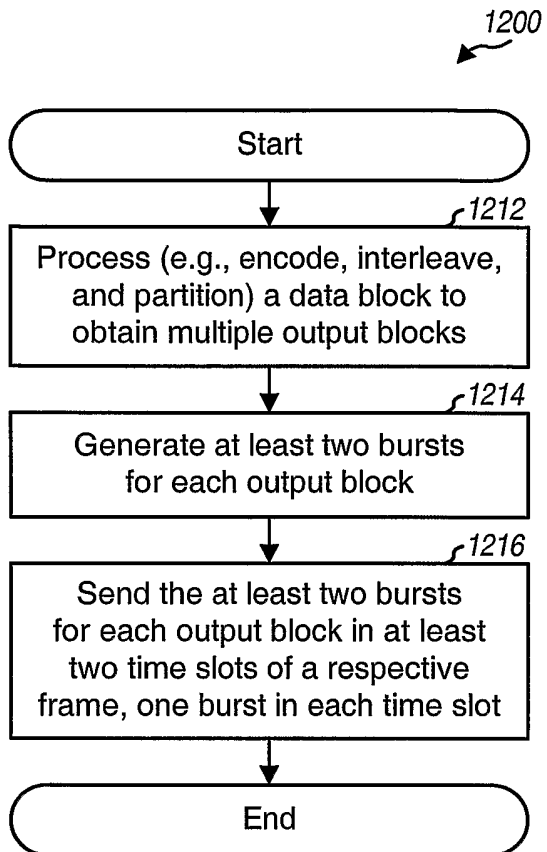 1200
Start
1212
Process (e.g., encode, interleave,
and partition) a data block to
obtain multiple output blocks
1214
Generate at least two bursts
for each output block
1216
Send the at least two bursts
for each output block in at least
two time slots of a respective
frame, one burst in each time slot
End